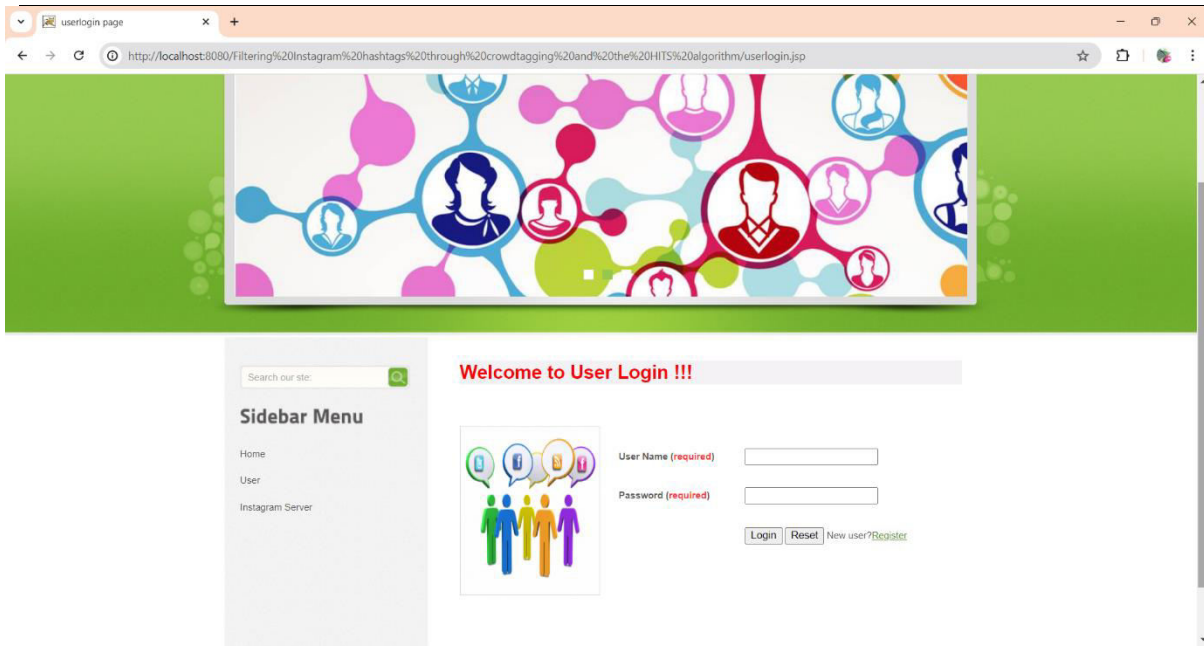 userlogin page
http://localhost:8080/Filtering%20Instagram%20hashtags%20through%20crowdtagging%20and%20the%20HITS%20algorithm/userlogin.jsp
Welcome to User Login !!!
Search our ste:
Sidebar Menu
Home
User
Instagram Server
User Name (required)
Password (required)
Login Reset New user?Register